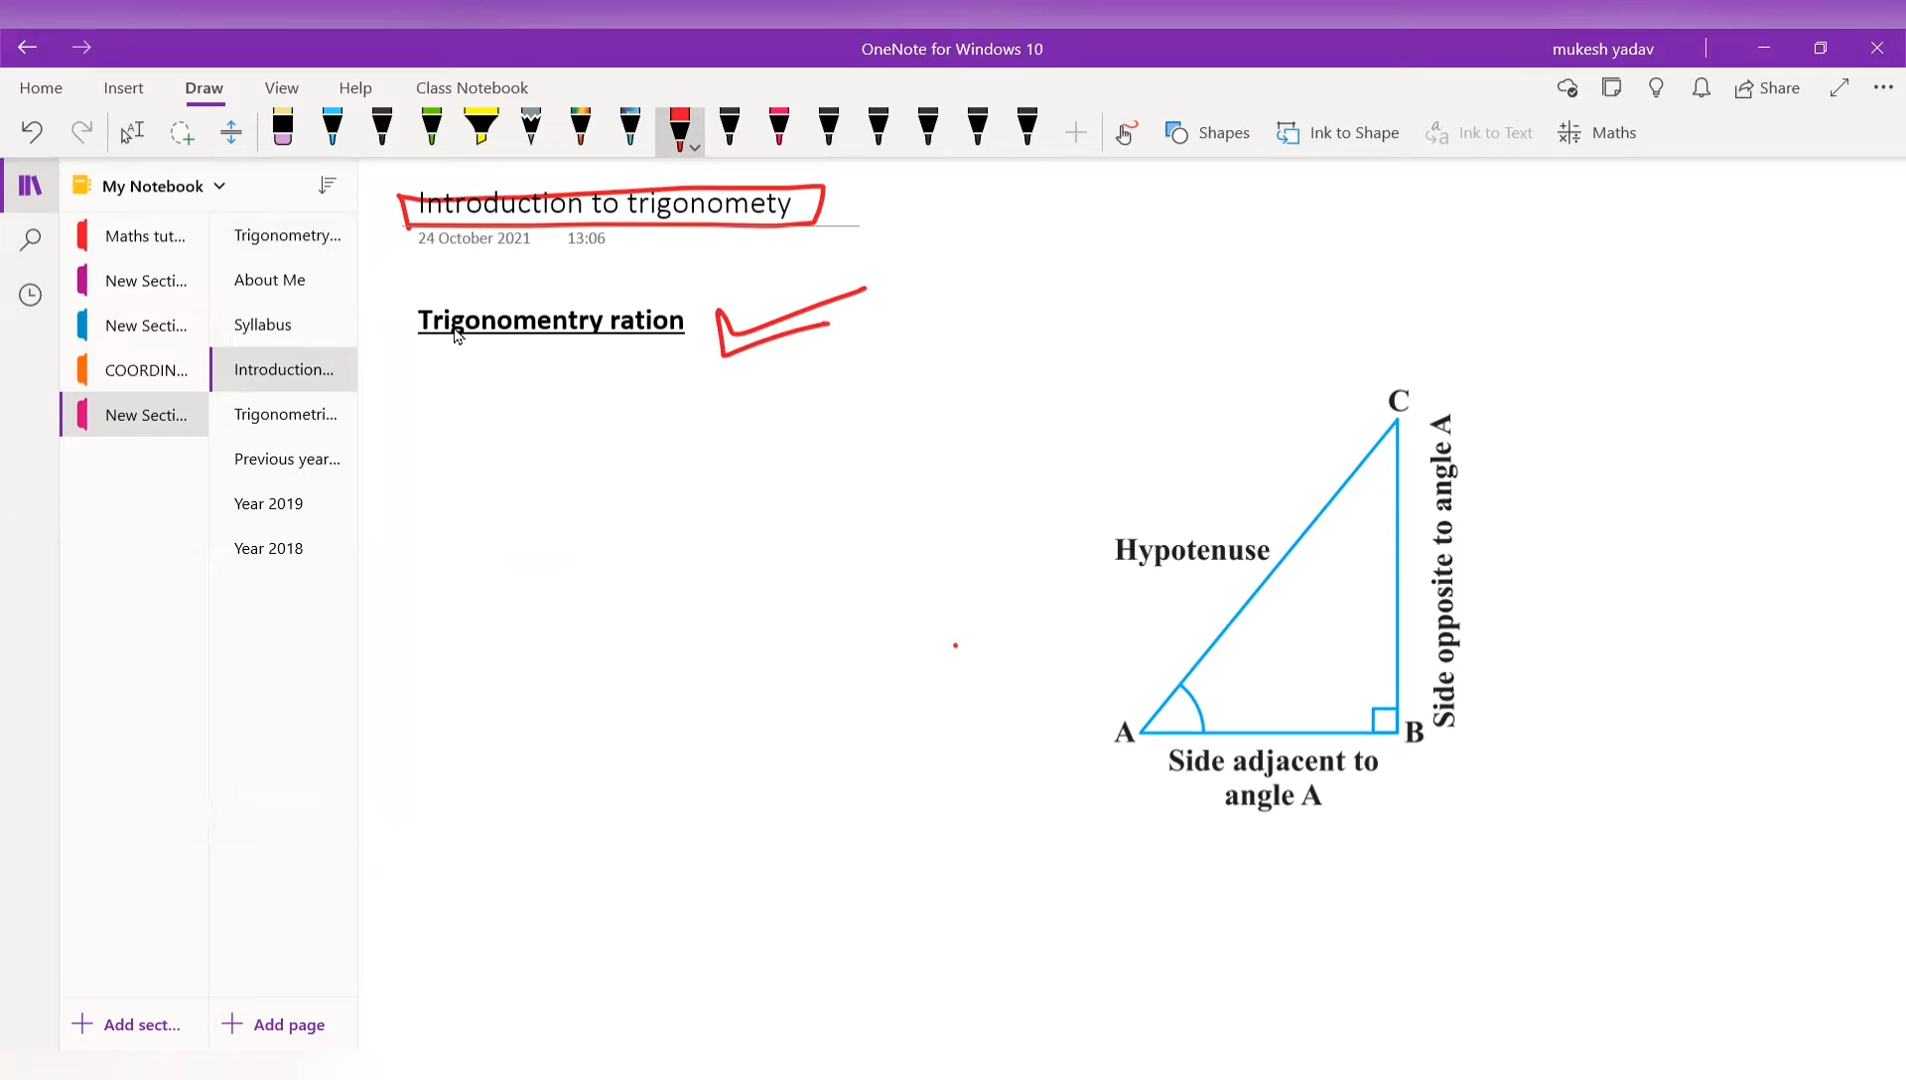 OneNote for Windows 10
mukesh yadav
Home
Insert
Draw
View
Help
Class Notebook
Share
Shapes
Ink to Shape
Ink to Text
Maths
My Notebook
Maths tut...
New Secti...
New Secti...
COORDIN...
New Secti...
Trigonometry...
About Me
Syllabus
Introduction...
Trigonometri...
Previous year...
Year 2019
Year 2018
Add sect...
Add page
Introduction to trigonomety
24 October 2021 13:06
Trigonomentry ration
C
Hypotenuse
Side opposite to angle A
A
B
Side adjacent to
angle A